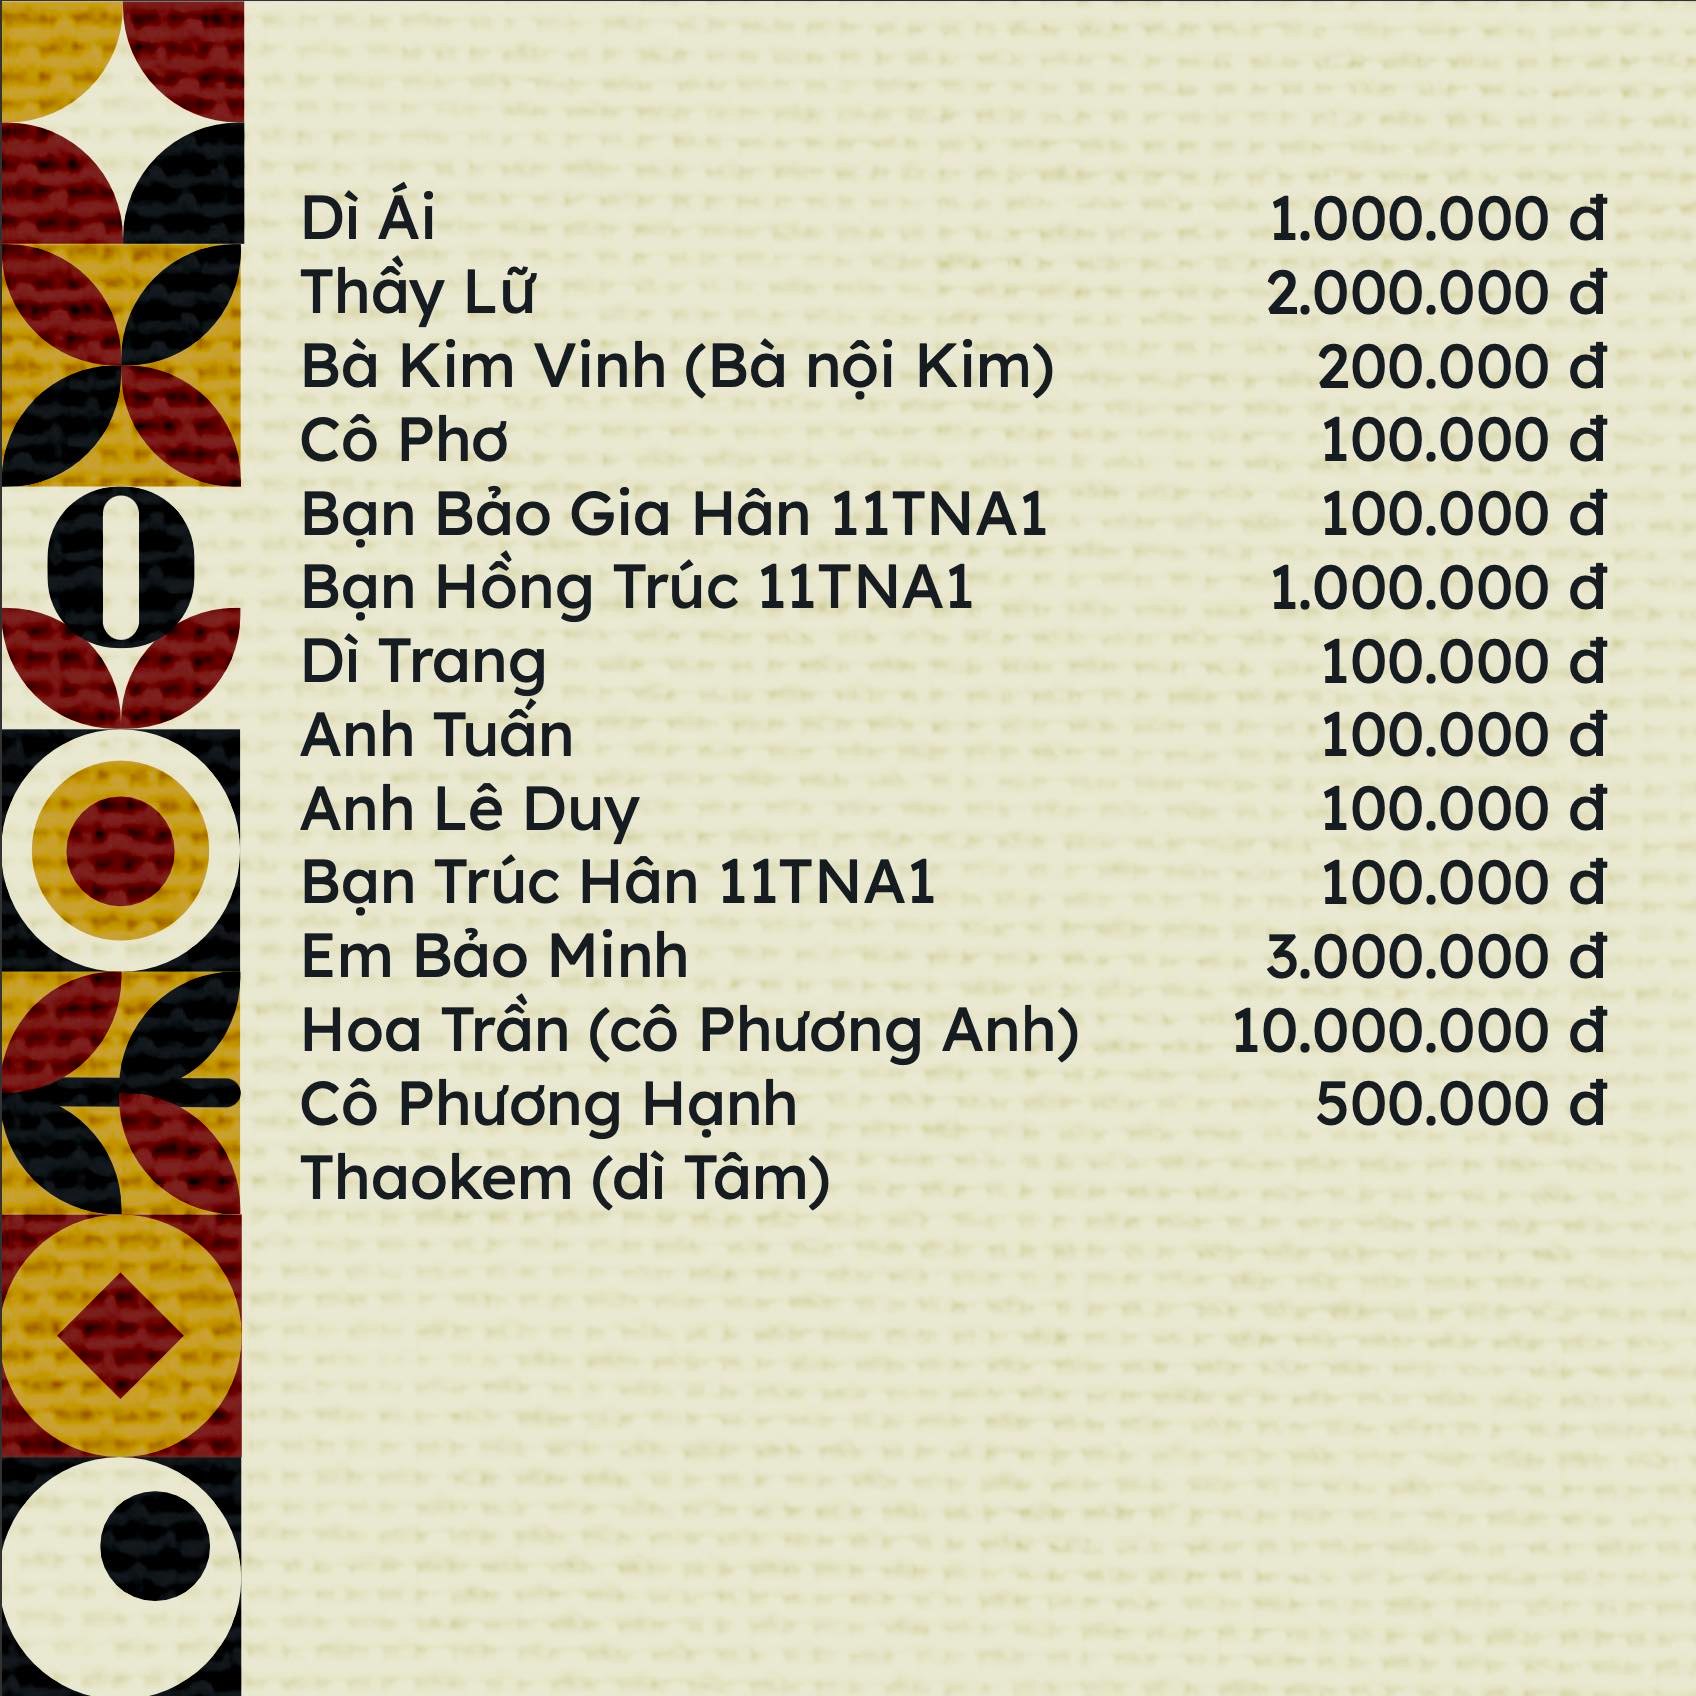 Dì Ái 1.000.000 đ
Thầy Lữ 2.000.000 đ
Bà Kim Vinh (Bà nội Kim) 200.000 đ
Cô Phơ 100.000 đ
Bạn Bảo Gia Hân 11TNA1 100.000 đ
Bạn Hồng Trúc 11TNA1 1.000.000 đ
Dì Trang 100.000 đ
Anh Tuấn 100.000 đ
Anh Lê Duy 100.000 đ
Bạn Trúc Hân 11TNA1 100.000 đ
Em Bảo Minh 3.000.000 đ
Hoa Trần (cô Phương Anh) 10.000.000 đ
Cô Phương Hạnh 500.000 đ
Thaokem (dì Tâm)